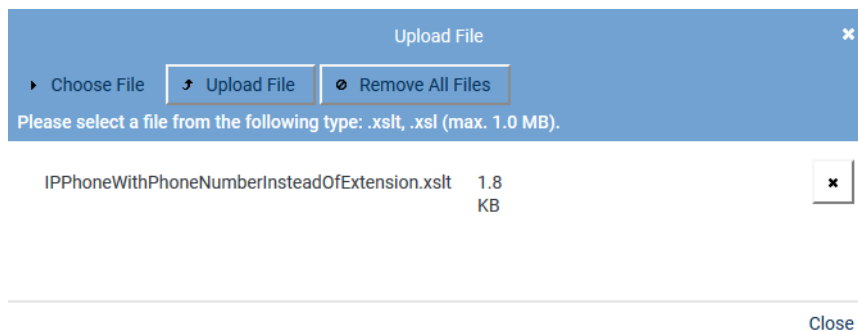 Upload File
Choose File Upload File Remove All Files
Please select a file from the following type: .xslt, .xsl (max. 1.0 MB).
IPPhoneWithPhoneNumberInsteadOfExtension.xslt 1.8
KB
Close